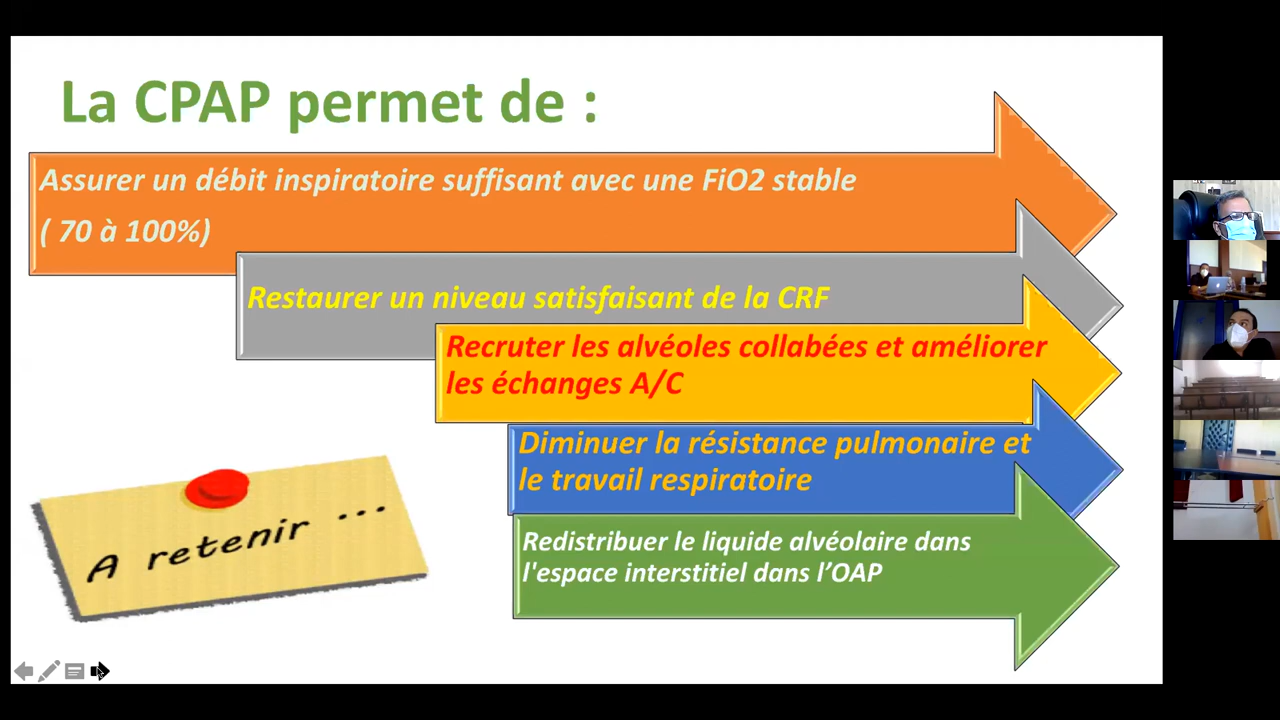 La CPAP permet de :
Assurer un débit inspiratoire suffisant avec une FiO2 stable
( 70 à 100%)
Restaurer un niveau satisfaisant de la CRF
Recruter les alvéoles collabées et améliorer
les échanges A/C
Diminuer la résistance pulmonaire et
le travail respiratoire
Redistribuer le liquide alvéolaire dans
l'espace interstitiel dans l’OAP
A retenir ...